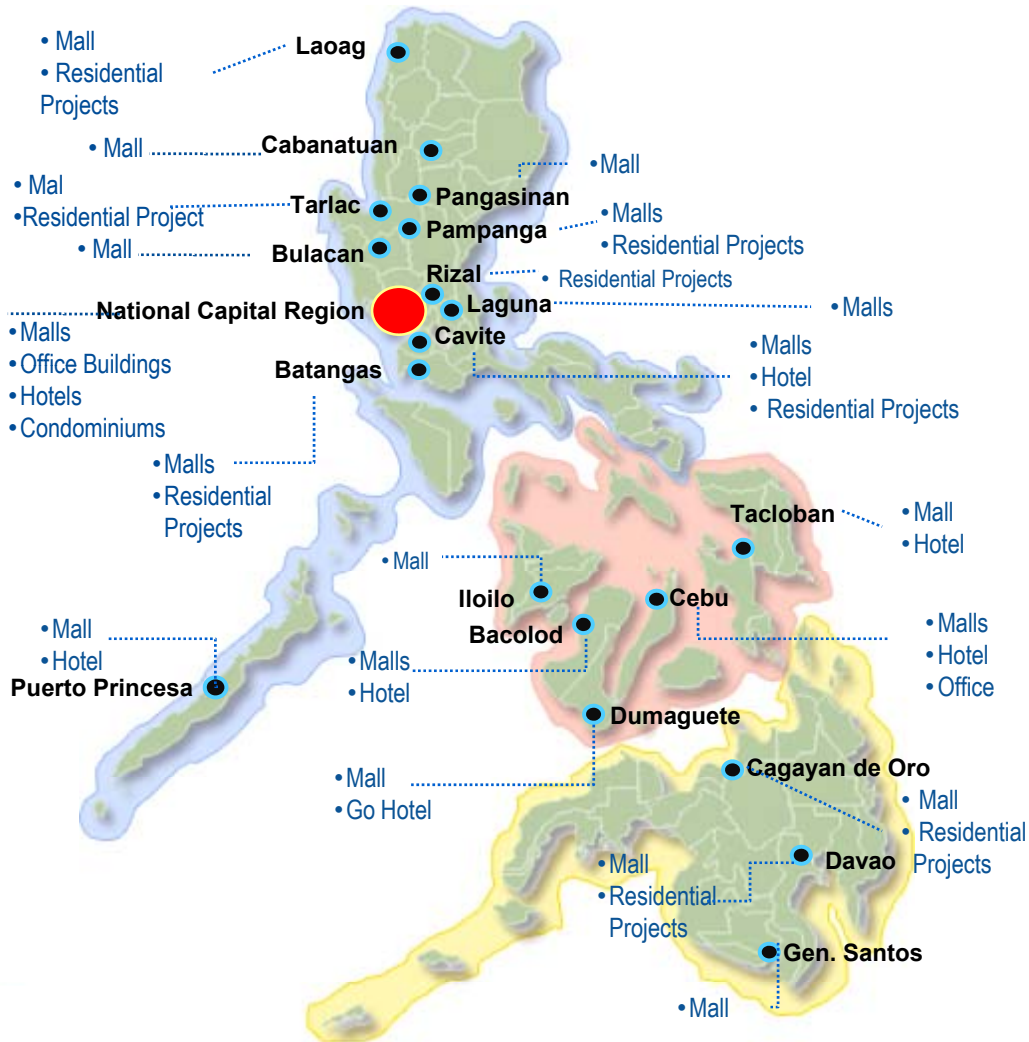 • Mall
• Residential
Projects
Laoag
• Mall
Cabanatuan
• Mal
•Residential Project
Tarlac
Pangasinan
•Mall
Pampanga
•Malls
•Residential Projects
• Mall
Bulacan
Rizal
• Residential Projects
National Capital Region
Laguna
•Malls
•Malls
•Office Buildings
•Hotels
•Condominiums
Cavite
•Malls
•Hotel
• Residential Projects
Batangas
•Malls
•Residential
Projects
Tacloban
•Mall
•Hotel
•Mall
Iloilo
Cebu
•Malls
•Hotel
•Office
Bacolod
•Malls
•Hotel
•Mall
•Hotel
Puerto Princesa
Dumaguete
•Mall
•Go Hotel
Cagayan de Oro
• Mall
• Residential
Projects
Davao
•Mall
•Residential
Projects
Gen. Santos
•Mall